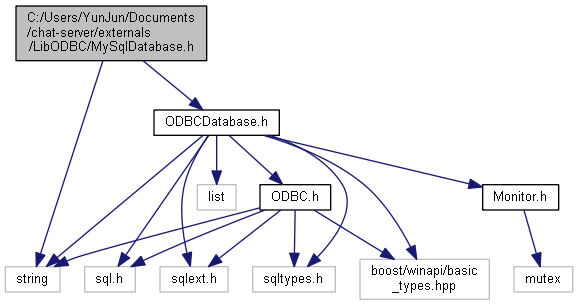 C:/Users/YunJun/Documents
/chat-server/externals
/LibODBC/MySqlDatabase.h
ODBCDatabase.h
list
ODBC.h
Monitor.h
string
sql.h
sqlext.h
sqltypes.h
boost/winapi/basic
_types.hpp
mutex